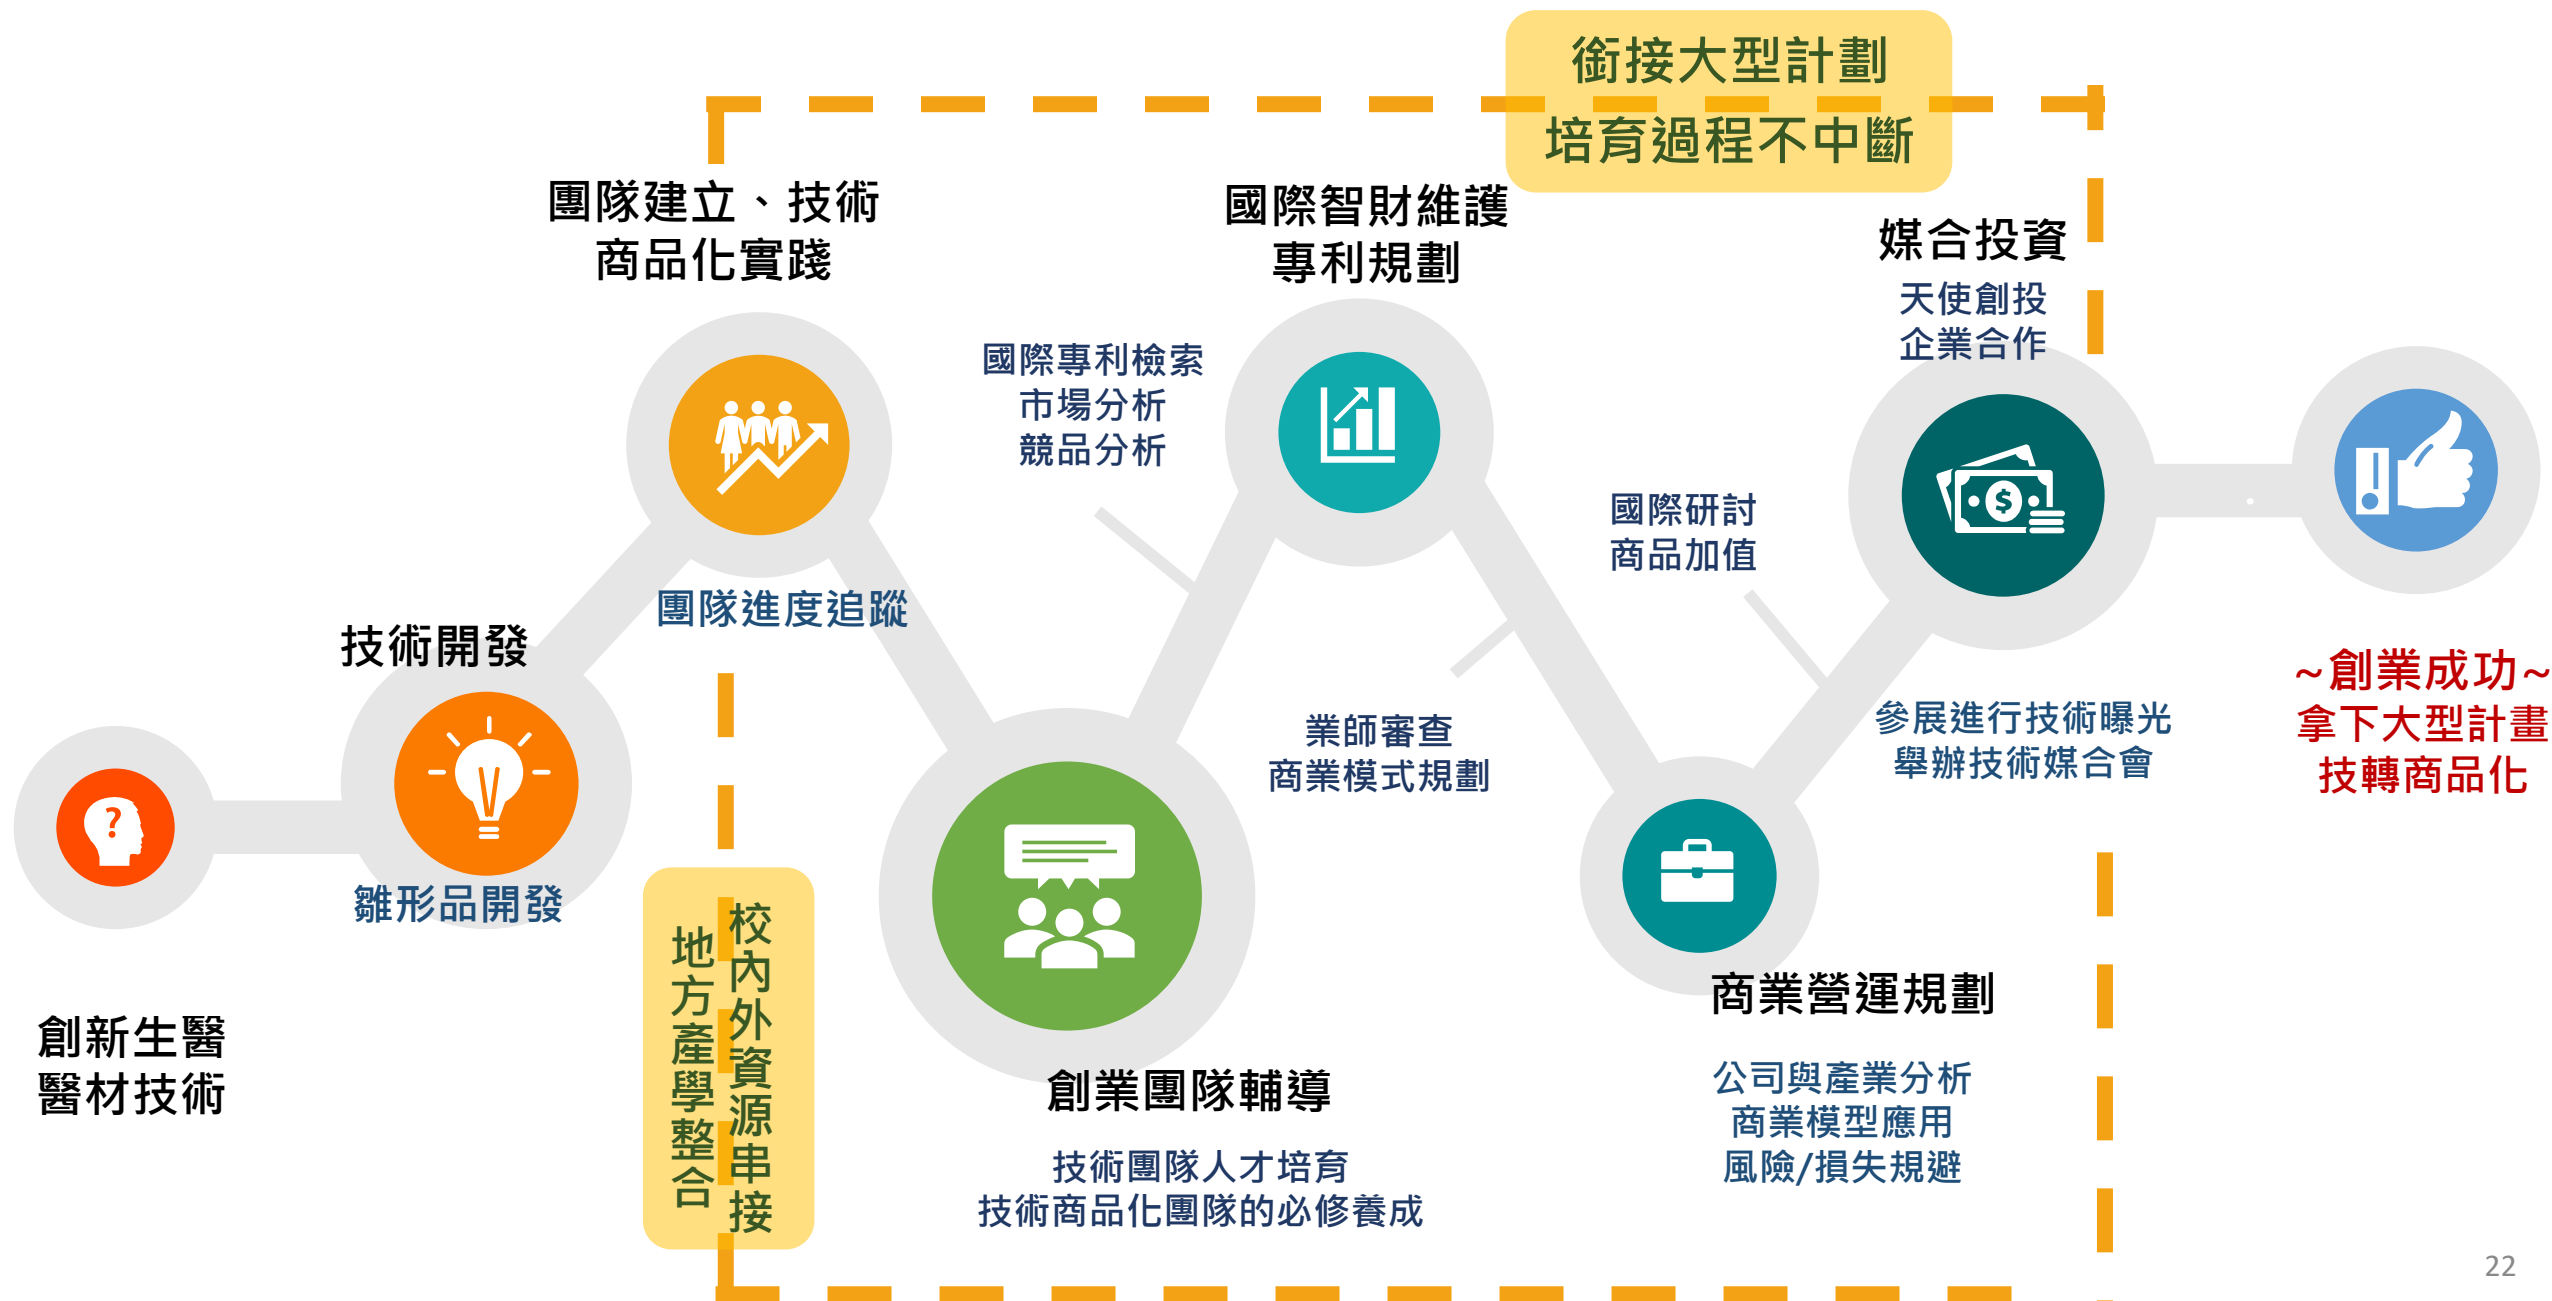 銜接大型計劃
培育過程不中斷
團隊建立、技術
商品化實踐
國際智財維護
專利規劃
媒合投資
天使創投
企業合作
國際專利檢索
市場分析
競品分析
國際研討
商品加值
團隊進度追蹤
技術開發
雛形品開發
?
$
創新生醫
醫材技術
校內外資源串接
地方產學整合
業師審查
商業模式規劃
創業團隊輔導
技術團隊人才培育
技術商品化團隊的必修養成
參展進行技術曝光
舉辦技術媒合會
商業營運規劃
公司與產業分析
商業模型應用
風險/損失規避
~創業成功~
拿下大型計畫
技轉商品化
22